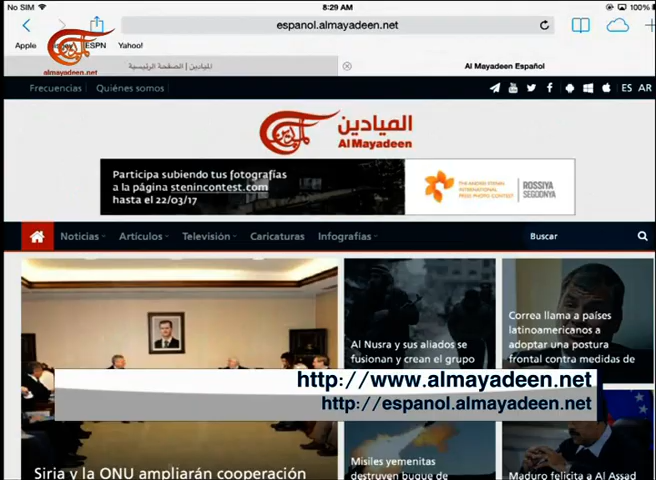 No SIM
8:29 AM
100%
espanol.almayadeen.net
Apple
ESPN
Yahoo!
almayadeen.net
الميادين | الصفحة الرئيسية
Al Mayadeen Español
Frecuencias
Quiénes somos
ES AR
الميادين
Al Mayadeen
Participa subiendo tus fotografías
a la página stenincontest.com
hasta el 22/03/17
THE ANDREI STENIN
INTERNATIONAL
PRESS PHOTO CONTEST
ROSSIYA
SEGODNYA
Noticias
Artículos
Televisión
Caricaturas
Infografías
Buscar
Al Nusra y sus aliados se
fusionan y crean el grupo
Correa llama a países
latinoamericanos a
adoptar una postura
frontal contra medidas de
http://www.almayadeen.net
http://espanol.almayadeen.net
Siria y la ONU ampliarán cooperación
Misiles yemenitas
destruyen buque de
Maduro felicita a Al Assad